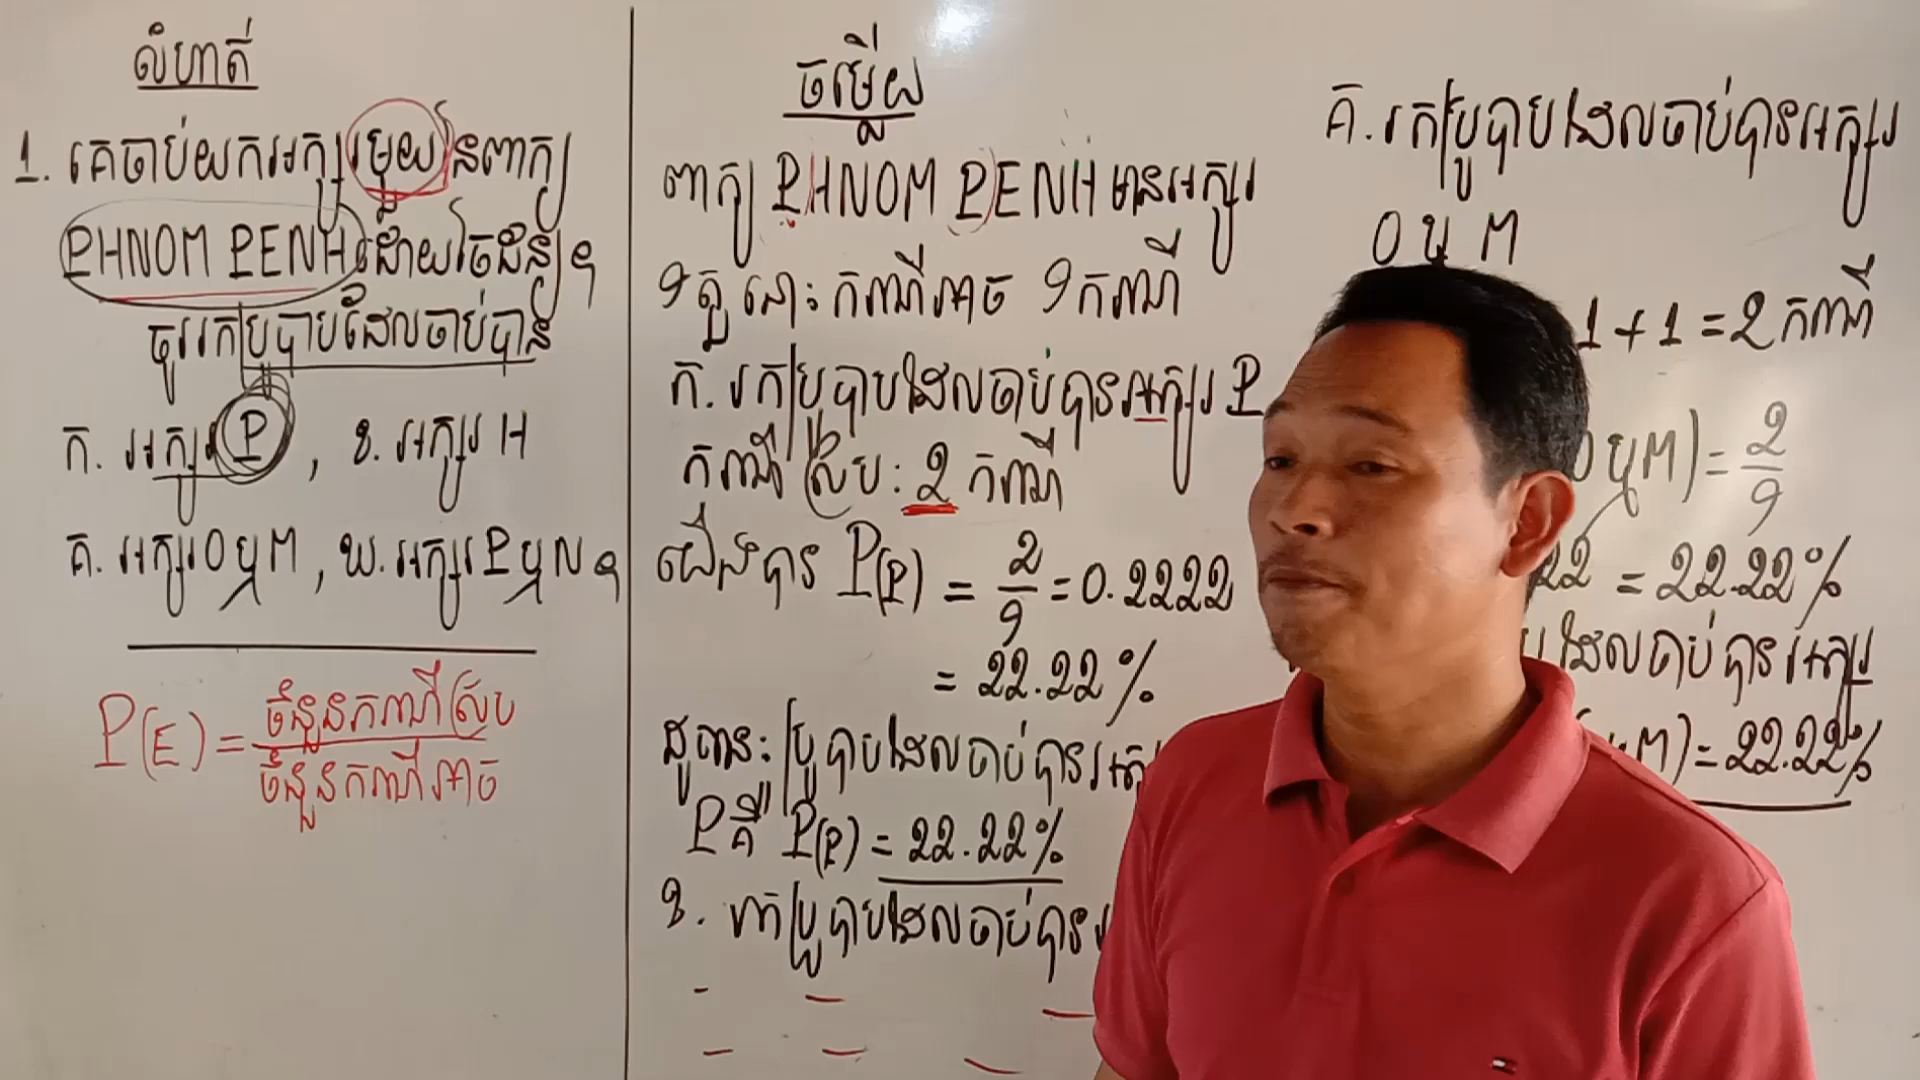 លំហាត់
1. គេចាប់យកអក្សរមួយនៃពាក្យ
PHNOM PENH ដោយចៃដន្យ ។
ចូររកប្រូបាបដែលចាប់បាន
ក. អក្សរ P , ខ. អក្សរ H
គ. អក្សរ O ឬ M , ឃ. អក្សរ P ឬ N ។
P(E) = ចំនួនករណីស្រប
ចំនួនករណីអាច
ចម្លើយ
ពាក្យ PHNOM PENH មានអក្សរ
9 តួ នោះ ករណីអាច 9 ករណី
ក. រកប្រូបាបដែលចាប់បានអក្សរ P
ករណីស្រប : 2 ករណី
យើងបាន P(P) = 2/9 = 0.2222
= 22.22 %
ដូចនេះ ប្រូបាបដែលចាប់បានអក្សរ
P គឺ P(P) = 22.22%
ខ. រកប្រូបាបដែលចាប់បាន
គ. រកប្រូបាបដែលចាប់បានអក្សរ
O ឬ M
1 + 1 = 2 ករណី
O ឬ M) = 2/9
22 = 22.22 %
ដែលចាប់បានអក្សរ
ឬ M) = 22.22%